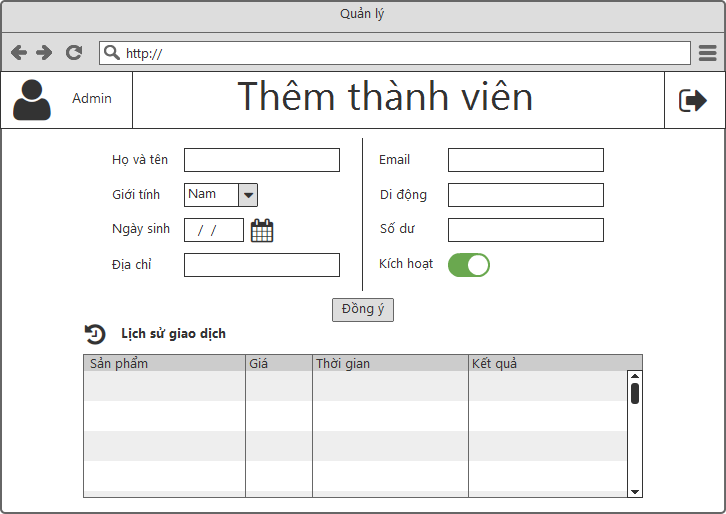 Quản lý
http://
Admin
Thêm thành viên
Họ và tên
Email
Giới tính
Nam
Di động
Ngày sinh
/ /
Số dư
Địa chỉ
Kích hoạt
Đồng ý
Lịch sử giao dịch
Sản phẩm
Giá
Thời gian
Kết quả